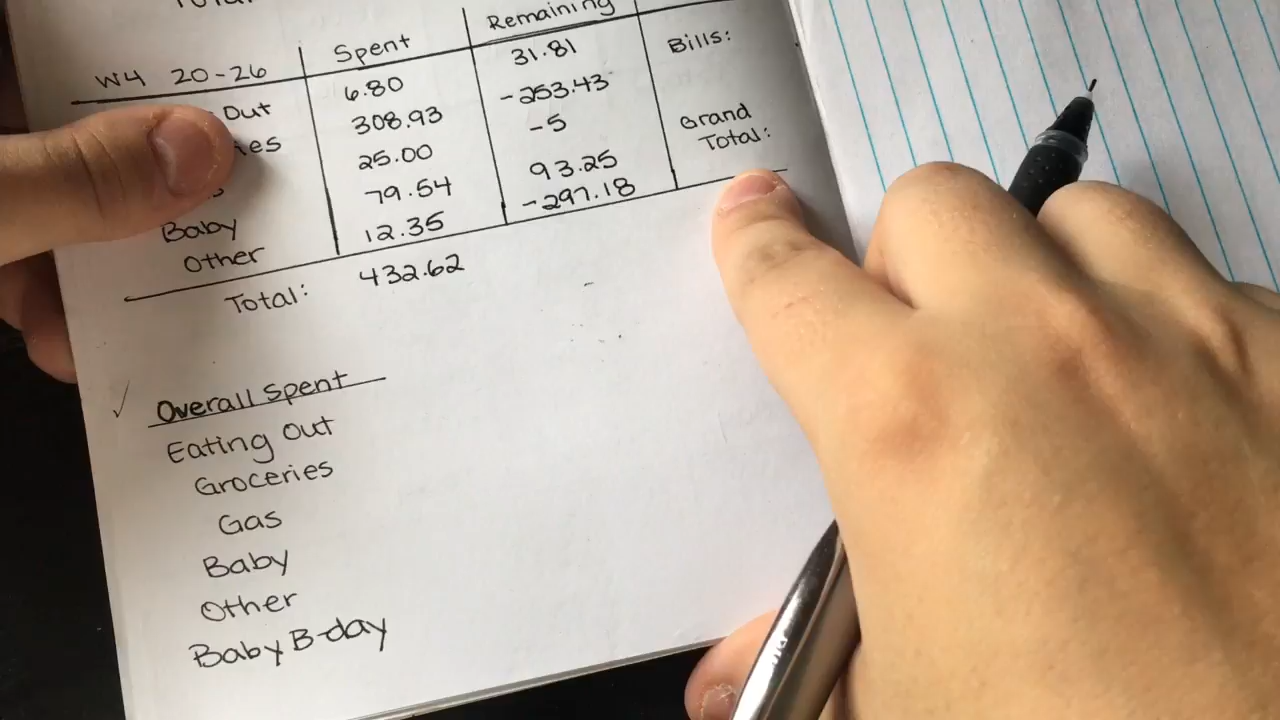 Total
Spent Remaining
W4 20-26
Out 6.80 31.81 Bills:
308.93 -253.43
25.00 -5 Grand
Baby 79.54 93.25 Total:
Other 12.35 -297.18
Total: 432.62
✓ Overall Spent
Eating Out
Groceries
Gas
Baby
Other
Baby B-day